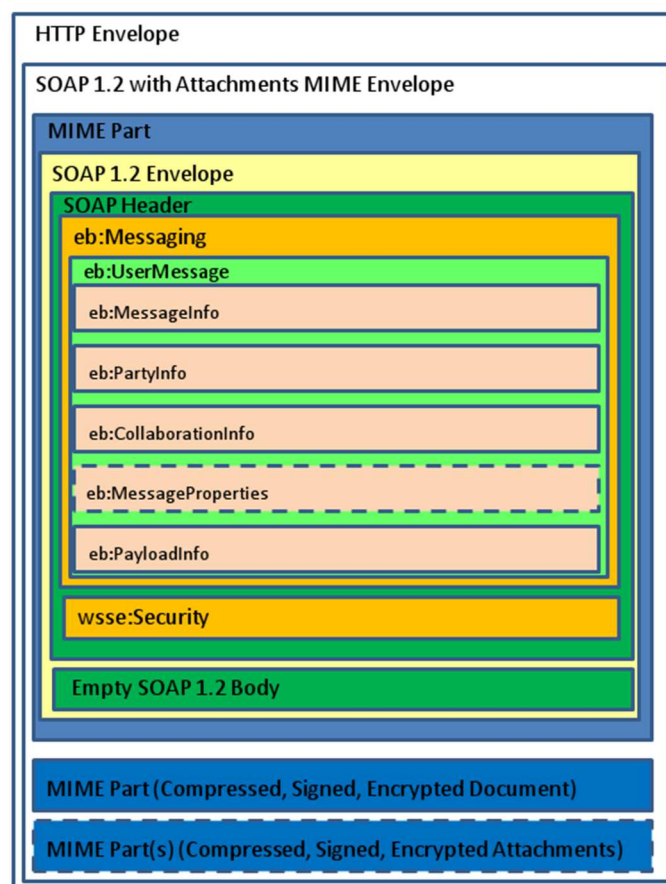 HTTP Envelope
SOAP 1.2 with Attachments MIME Envelope
MIME Part
SOAP 1.2 Envelope
SOAP Header
eb:Messaging
eb:UserMessage
eb:MessageInfo
eb:PartyInfo
eb:CollaborationInfo
eb:MessageProperties
eb:PayloadInfo
wsse:Security
Empty SOAP 1.2 Body
MIME Part (Compressed, Signed, Encrypted Document)
MIME Part(s) (Compressed, Signed, Encrypted Attachments)